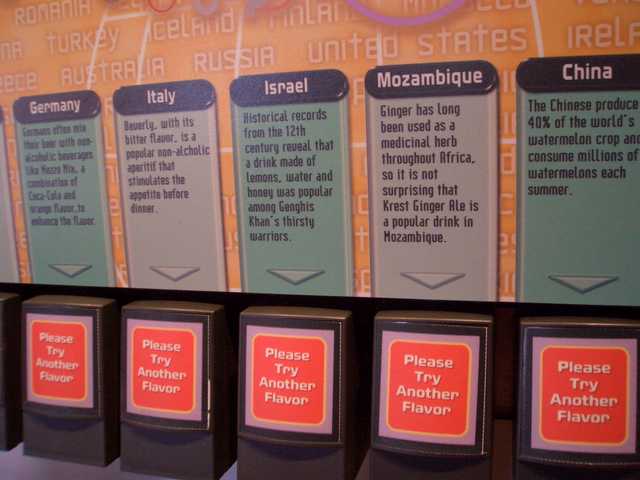 ROMANIA
ICELAND
FINLAND
MOZAMBIQUE
TURKEY
RUSSIA
UNITED STATES
AUSTRALIA
Germany
Germans often mix
their beer with non-
alcoholic beverages
like Mezzo Mix, a
combination of
Coca-Cola and
orange flavor, to
enhance the flavor.
Italy
Beverly, with its
bitter flavor, is a
popular non-alcholic
aperitif that
stimulates the
appetite before
dinner.
Israel
Historical records
from the 12th
century reveal that
a drink made of
lemons, water and
honey was popular
among Genghis
Khan's thirsty
warriors.
Mozambique
Ginger has long
been used as a
medicinal herb
throughout Africa,
so it is not
surprising that
Krest Ginger Ale is
a popular drink in
Mozambique.
China
The Chinese produce
40% of the world's
watermelon crop and
consume millions of
watermelons each
summer.
Please
Try
Another
Flavor
Please
Try
Another
Flavor
Please
Try
Another
Flavor
Please
Try
Another
Flavor
Please
Try
Another
Flavor